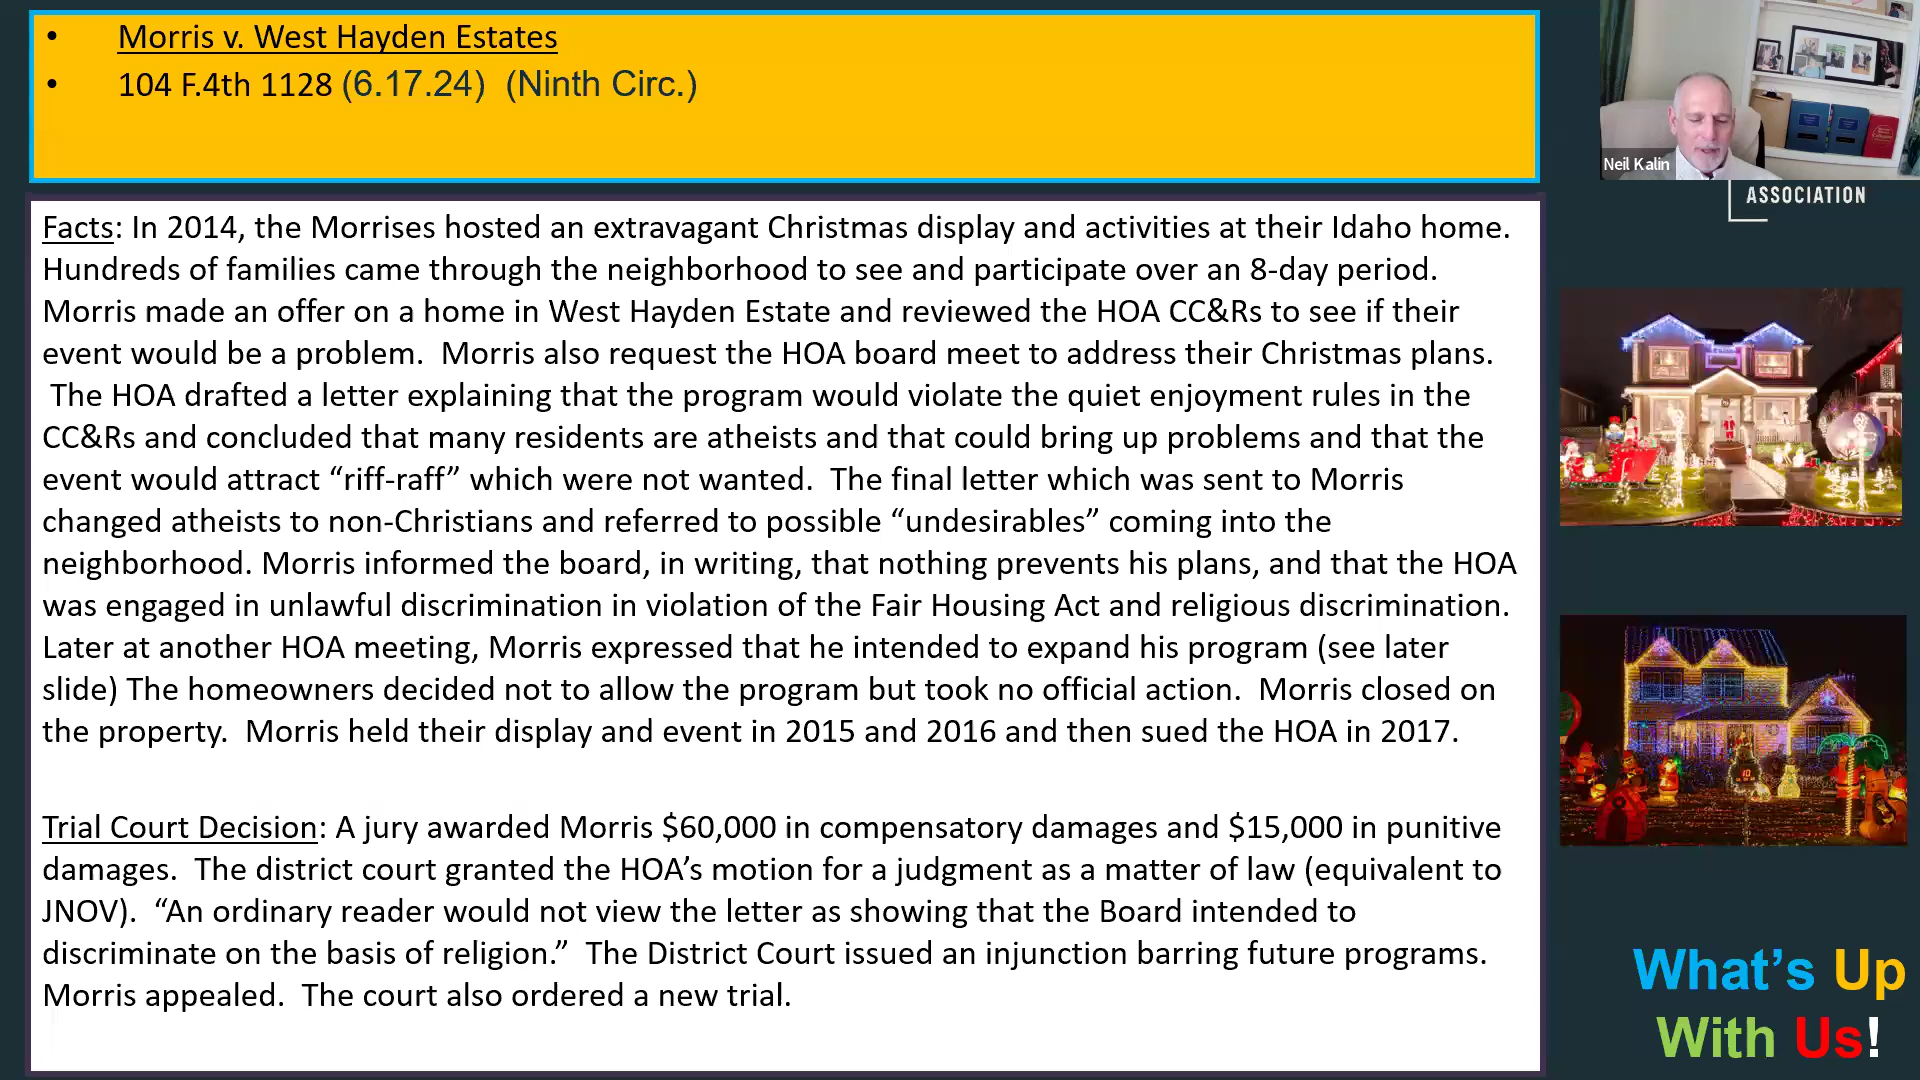 • Morris v. West Hayden Estates
• 104 F.4th 1128 (6.17.24) (Ninth Circ.)
Neil Kalin
ASSOCIATION
Facts: In 2014, the Morrises hosted an extravagant Christmas display and activities at their Idaho home.
Hundreds of families came through the neighborhood to see and participate over an 8-day period.
Morris made an offer on a home in West Hayden Estate and reviewed the HOA CC&Rs to see if their
event would be a problem. Morris also request the HOA board meet to address their Christmas plans.
The HOA drafted a letter explaining that the program would violate the quiet enjoyment rules in the
CC&Rs and concluded that many residents are atheists and that could bring up problems and that the
event would attract “riff-raff” which were not wanted. The final letter which was sent to Morris
changed atheists to non-Christians and referred to possible “undesirables” coming into the
neighborhood. Morris informed the board, in writing, that nothing prevents his plans, and that the HOA
was engaged in unlawful discrimination in violation of the Fair Housing Act and religious discrimination.
Later at another HOA meeting, Morris expressed that he intended to expand his program (see later
slide) The homeowners decided not to allow the program but took no official action. Morris closed on
the property. Morris held their display and event in 2015 and 2016 and then sued the HOA in 2017.
Trial Court Decision: A jury awarded Morris $60,000 in compensatory damages and $15,000 in punitive
damages. The district court granted the HOA’s motion for a judgment as a matter of law (equivalent to
JNOV). “An ordinary reader would not view the letter as showing that the Board intended to
discriminate on the basis of religion.” The District Court issued an injunction barring future programs.
Morris appealed. The court also ordered a new trial.
What’s Up
With Us!